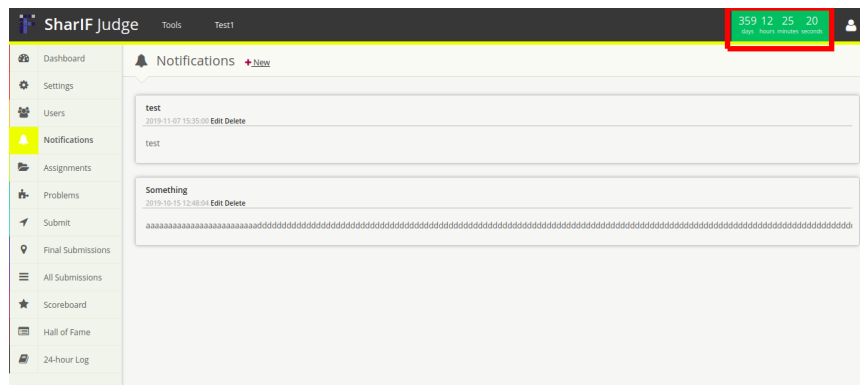 SharIF Judge Tools Test1
359 12 25 20
days hours minutes seconds
Dashboard
Settings
Users
Notifications
Assignments
Problems
Submit
Final Submissions
All Submissions
Scoreboard
Hall of Fame
24-hour Log
Notifications +New
test
2019-11-07 15:35:00 Edit Delete
test
Something
2019-10-15 12:48:04 Edit Delete